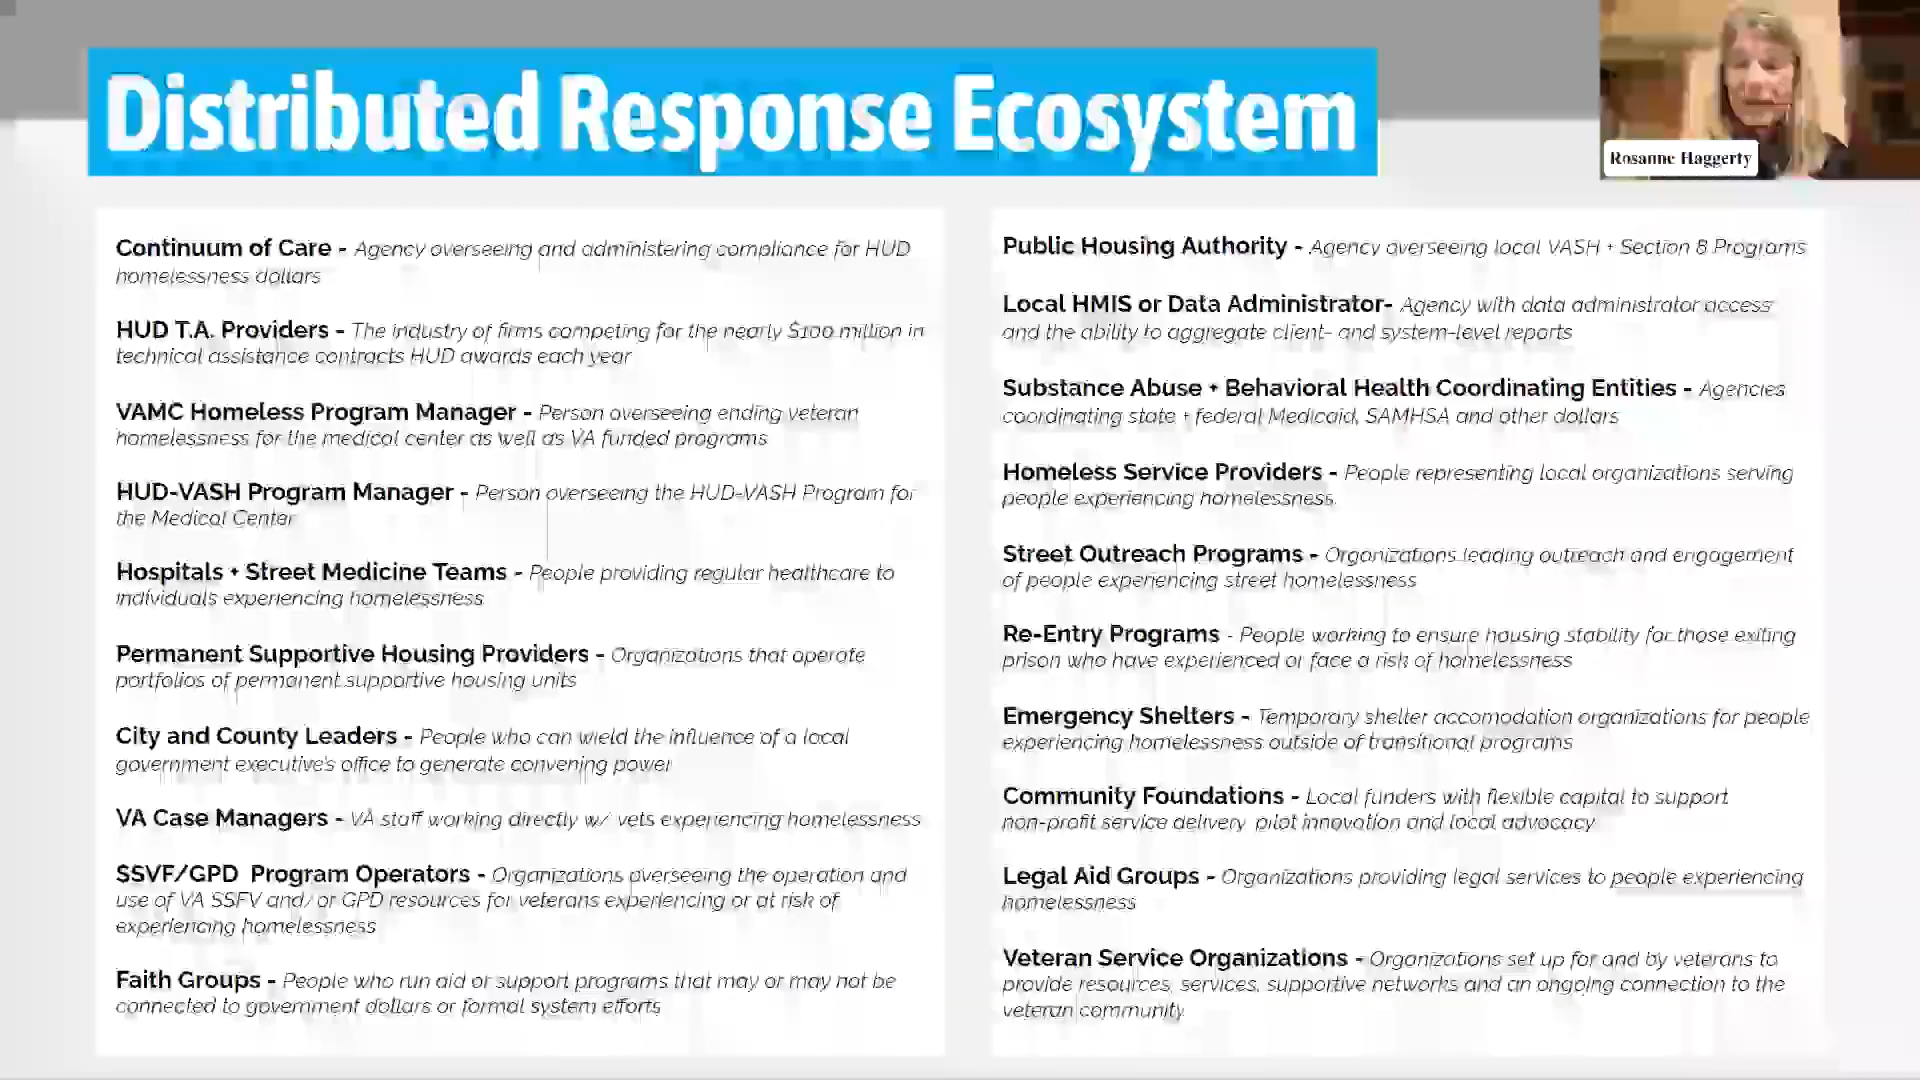 Distributed Response Ecosystem
Rosanne Haggerty
Continuum of Care - Agency overseeing and administering compliance for HUD
homelessness dollars
HUD T.A. Providers - The industry of firms competing for the nearly $100 million in
technical assistance contracts HUD awards each year
VAMC Homeless Program Manager - Person overseeing ending veteran
homelessness for the medical center as well as VA funded programs
HUD-VASH Program Manager - Person overseeing the HUD-VASH Program for
the Medical Center
Hospitals + Street Medicine Teams - People providing regular healthcare to
individuals experiencing homelessness
Permanent Supportive Housing Providers - Organizations that operate
portfolios of permanent supportive housing units
City and County Leaders - People who can wield the influence of a local
government executive's office to generate convening power
VA Case Managers - VA staff working directly w/ vets experiencing homelessness
SSVF/GPD Program Operators - Organizations overseeing the operation and
use of VA SSFV and/or GPD resources for veterans experiencing or at risk of
experiencing homelessness
Faith Groups - People who run aid or support programs that may or may not be
connected to government dollars or formal system efforts
Public Housing Authority - Agency overseeing local VASH + Section 8 Programs
Local HMIS or Data Administrator- Agency with data administrator access
and the ability to aggregate client- and system-level reports
Substance Abuse + Behavioral Health Coordinating Entities - Agencies
coordinating state + federal Medicaid, SAMHSA and other dollars
Homeless Service Providers - People representing local organizations serving
people experiencing homelessness.
Street Outreach Programs - Organizations leading outreach and engagement
of people experiencing street homelessness
Re-Entry Programs - People working to ensure housing stability for those exiting
prison who have experienced or face a risk of homelessness
Emergency Shelters - Temporary shelter accomodation organizations for people
experiencing homelessness outside of transitional programs
Community Foundations - Local funders with flexible capital to support
non-profit service delivery, pilot innovation and local advocacy
Legal Aid Groups - Organizations providing legal services to people experiencing
homelessness
Veteran Service Organizations - Organizations set up for and by veterans to
provide resources, services, supportive networks and an ongoing connection to the
veteran community.